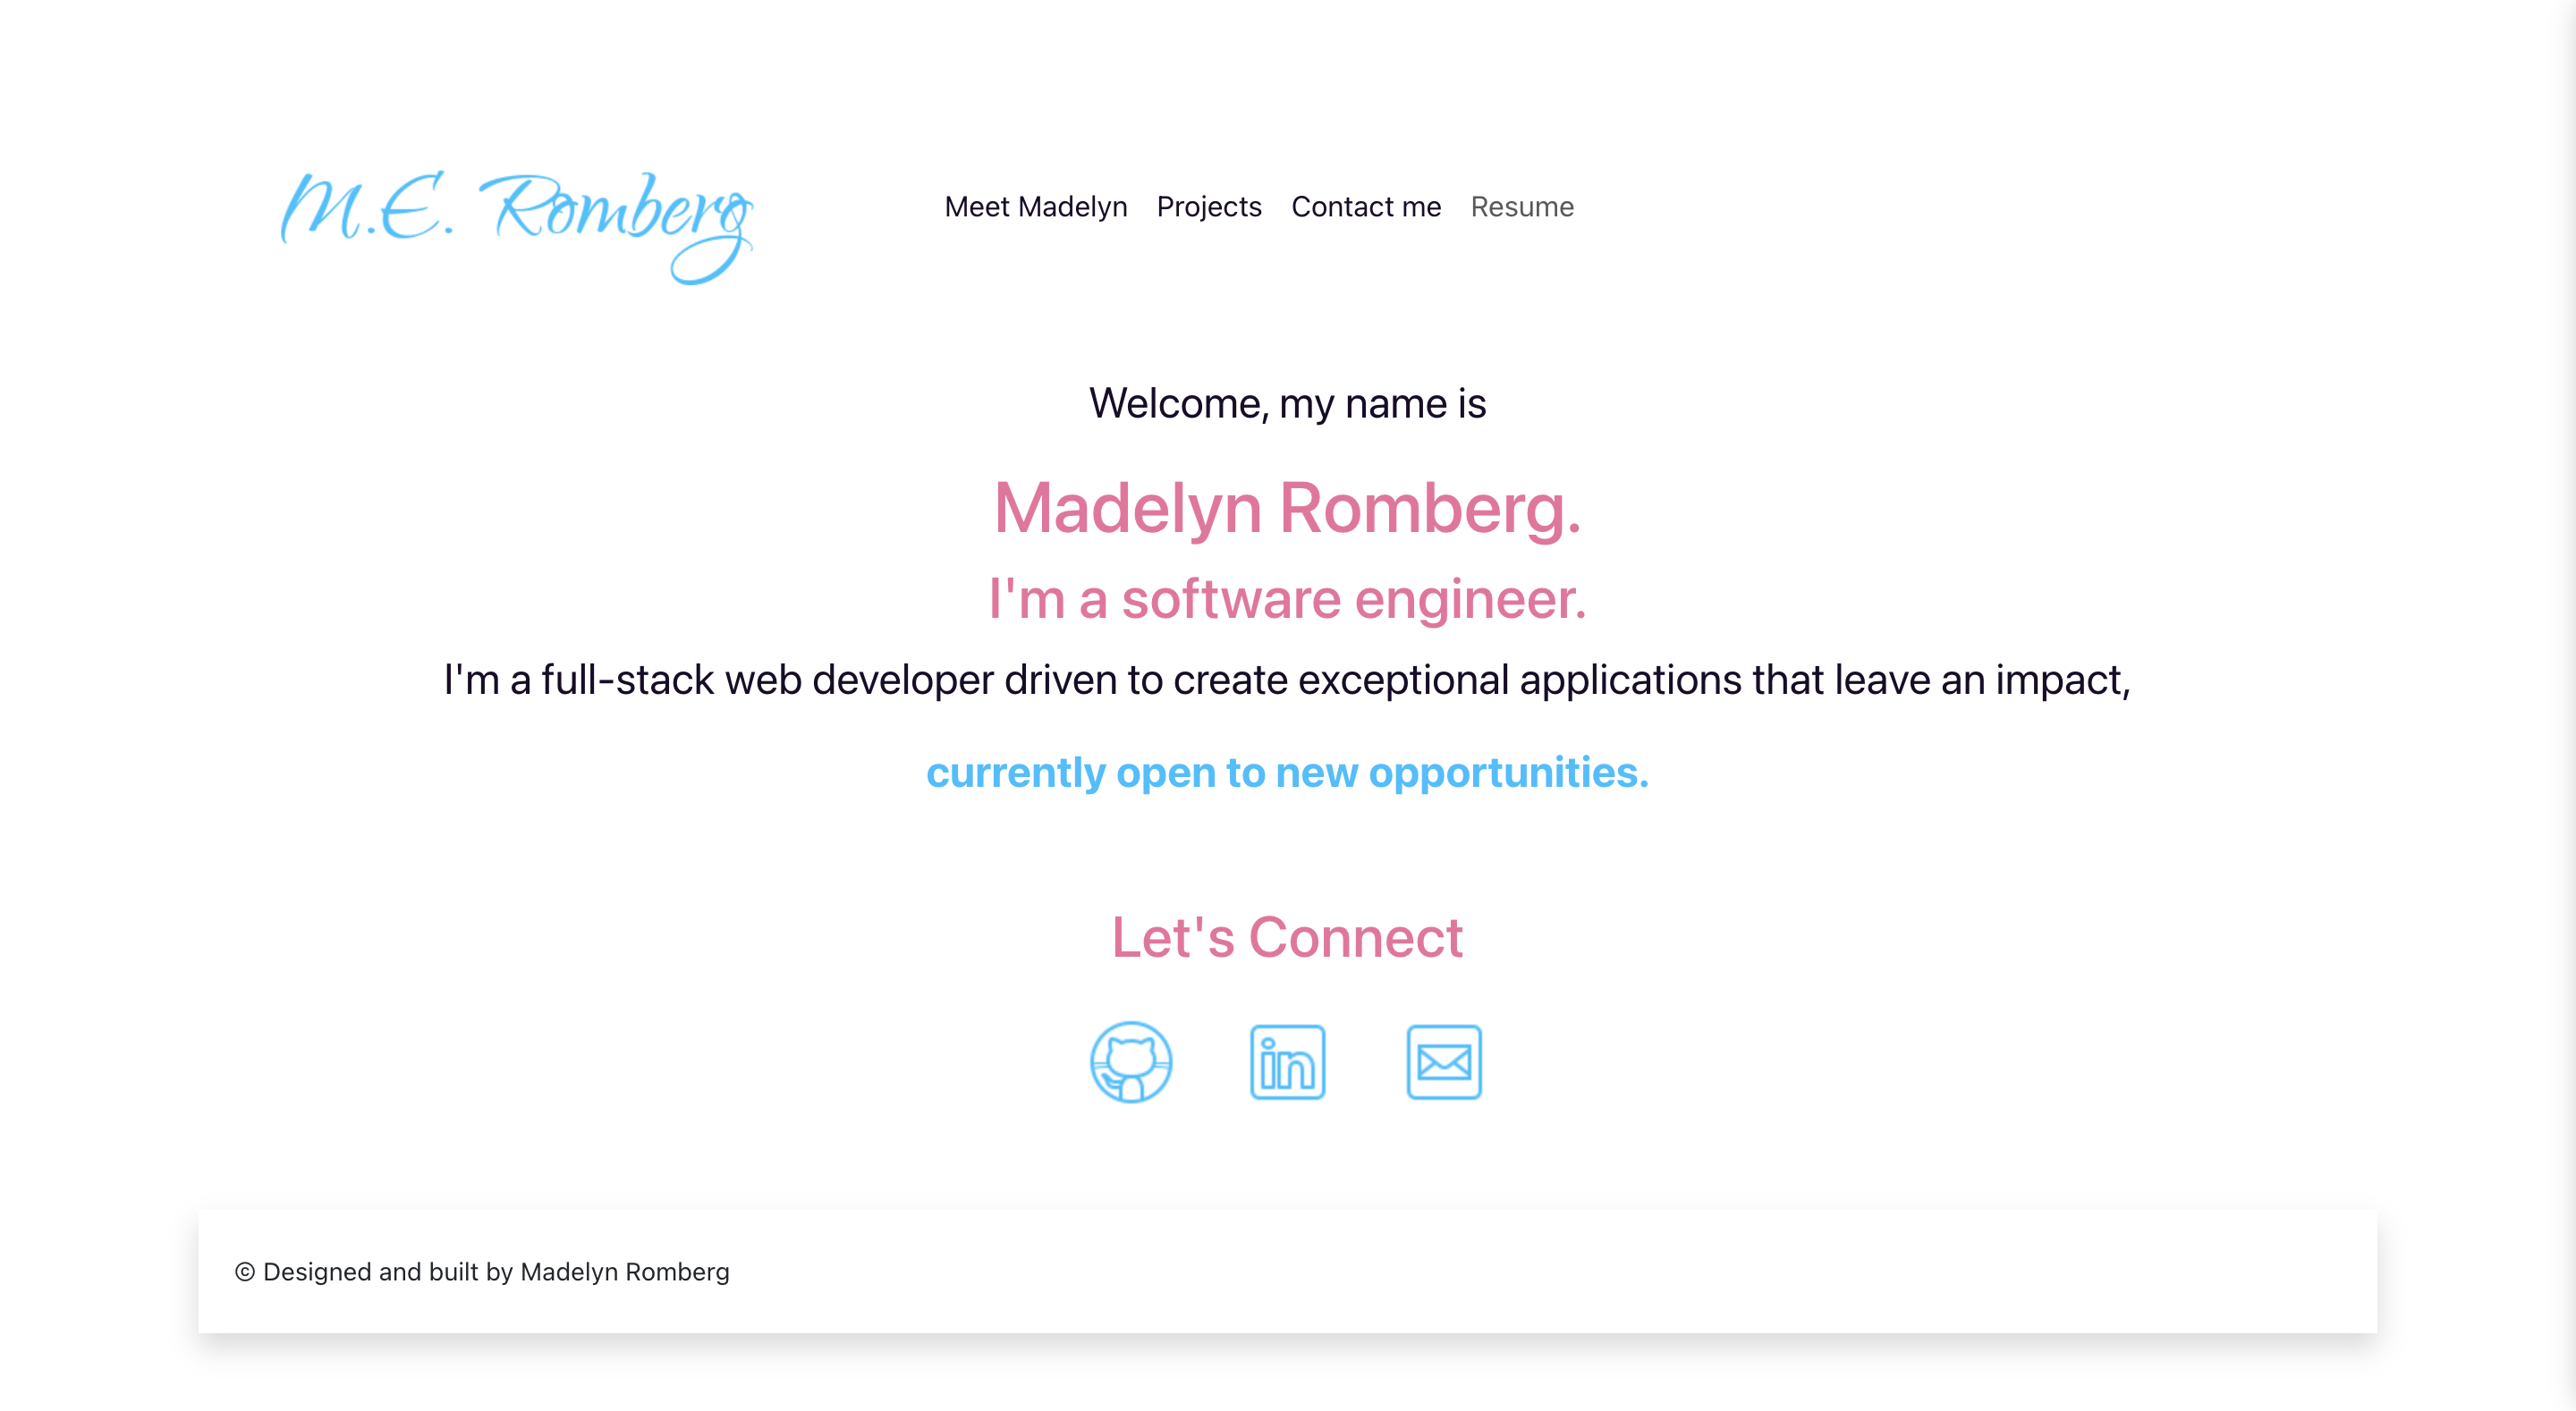 M.E. Romberg
Meet Madelyn Projects Contact me Resume
Welcome, my name is
Madelyn Romberg.
I'm a software engineer.
I'm a full-stack web developer driven to create exceptional applications that leave an impact,
currently open to new opportunities.
Let's Connect
in
© Designed and built by Madelyn Romberg